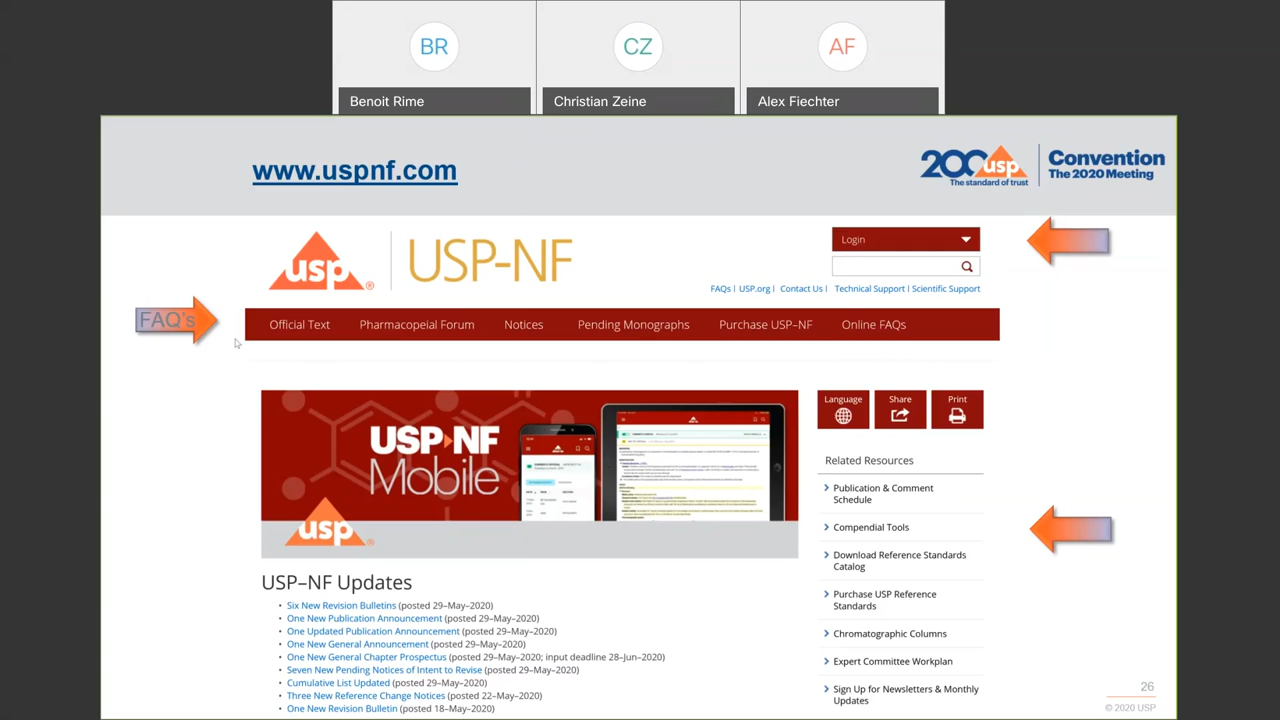 BR
CZ
AF
Benoit Rime
Christian Zeine
Alex Fiechter
www.uspnf.com
200 usp
The standard of trust
Convention
The 2020 Meeting
usp®
USP-NF
Login
FAQs | USP.org | Contact Us | Technical Support | Scientific Support
FAQ's
Official Text Pharmacopeial Forum Notices Pending Monographs Purchase USP–NF Online FAQs
USP NF
Mobile
usp®
Language
Share
Print
Related Resources
Publication & Comment
Schedule
Compendial Tools
Download Reference Standards
Catalog
Purchase USP Reference
Standards
Chromatographic Columns
Expert Committee Workplan
Sign Up for Newsletters & Monthly
Updates
USP–NF Updates
• Six New Revision Bulletins (posted 29–May–2020)
• One New Publication Announcement (posted 29–May–2020)
• One Updated Publication Announcement (posted 29–May–2020)
• One New General Announcement (posted 29–May–2020)
• One New General Chapter Prospectus (posted 29–May–2020; input deadline 28–Jun–2020)
• Seven New Pending Notices of Intent to Revise (posted 29–May–2020)
• Cumulative List Updated (posted 29–May–2020)
• Three New Reference Change Notices (posted 22–May–2020)
• One New Revision Bulletin (posted 18–May–2020)
26
© 2020 USP